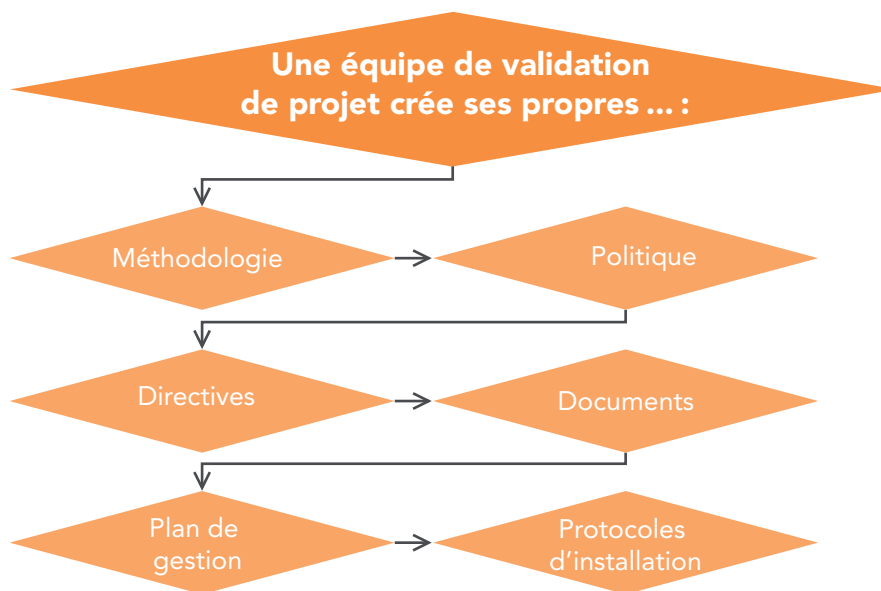 Une équipe de validation
de projet crée ses propres ... :
Méthodologie
Politique
Directives
Documents
Plan de
gestion
Protocoles
d’installation